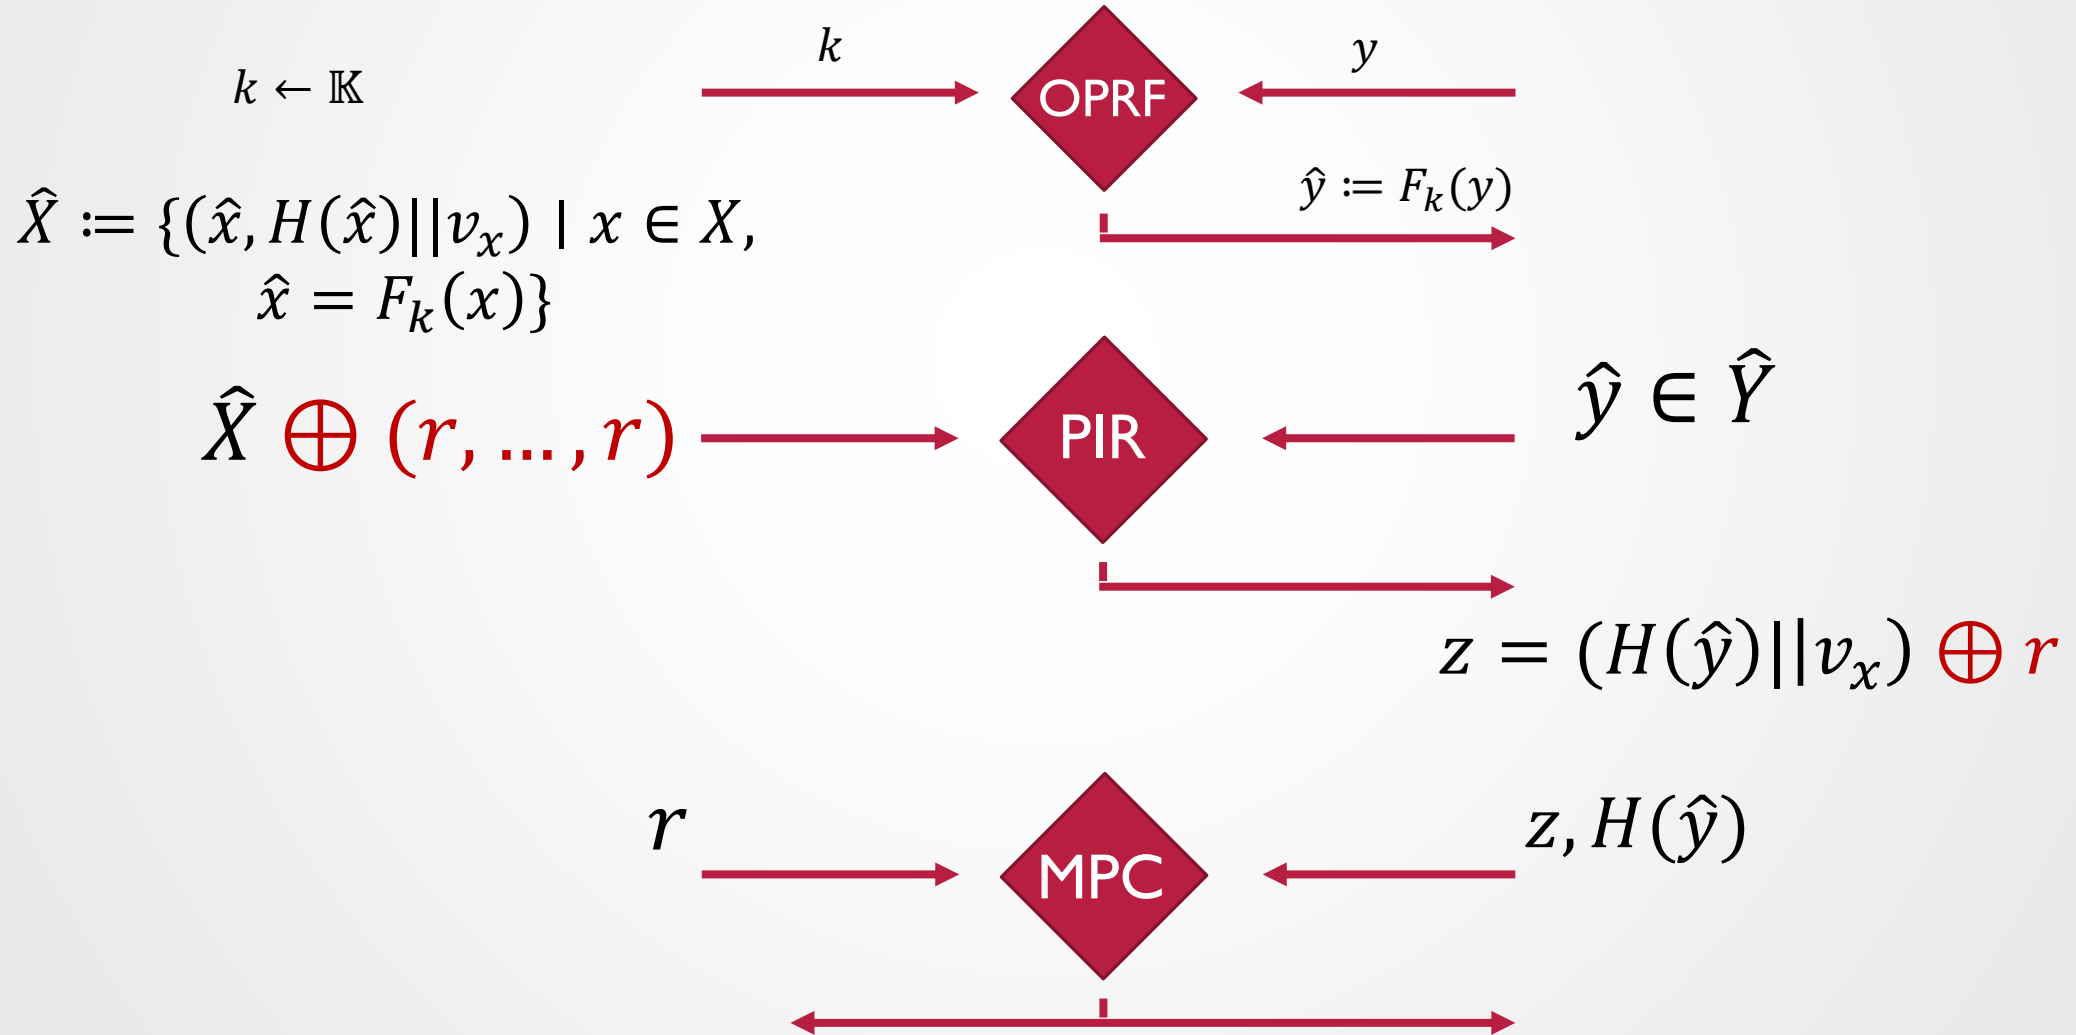 k
y
k ← 𝕂
OPRF
ŷ ≔ F_k(y)
X̂ ≔ {(x̂, H(x̂)||v_x) | x ∈ X,
x̂ = F_k(x)}
X̂ ⊕ (r, … , r)
PIR
ŷ ∈ Ŷ
z = (H(ŷ)||v_x) ⊕ r
r
MPC
z, H(ŷ)